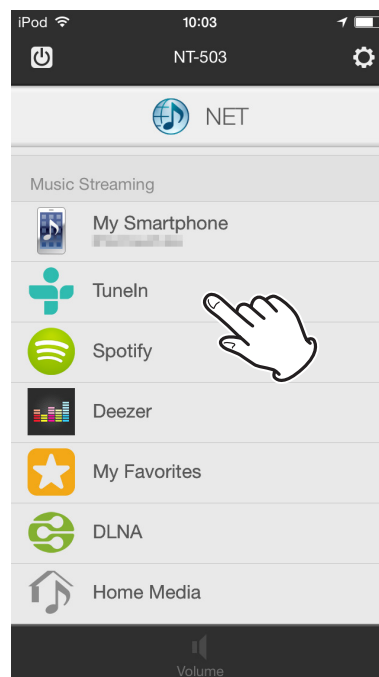 iPod 10:03
NT-503
NET
Music Streaming
My Smartphone
TuneIn
Spotify
Deezer
My Favorites
DLNA
Home Media
Volume